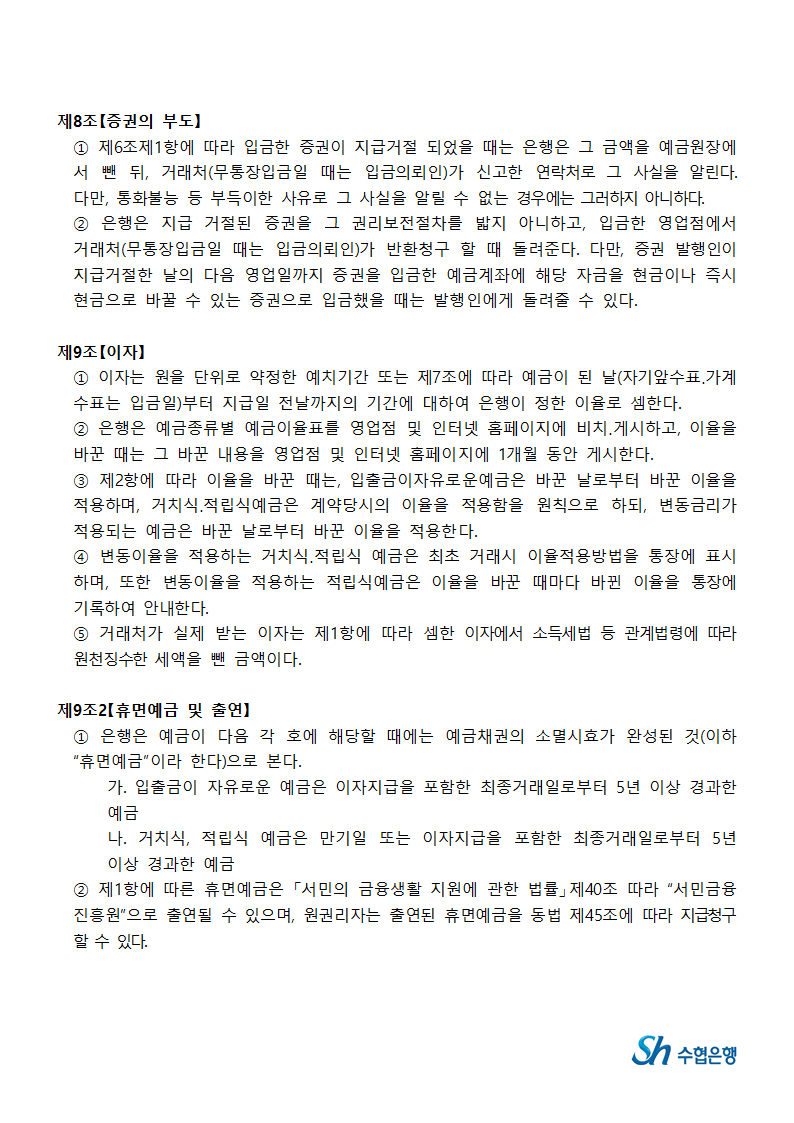 제8조【증권의 부도】
① 제6조제1항에 따라 입금한 증권이 지급거절 되었을 때는 은행은 그 금액을 예금원장에
서 뺀 뒤, 거래처(무통장입금일 때는 입금의뢰인)가 신고한 연락처로 그 사실을 알린다.
다만, 통화불능 등 부득이한 사유로 그 사실을 알릴 수 없는 경우에는 그러하지 아니하다.
② 은행은 지급 거절된 증권을 그 권리보전절차를 밟지 아니하고, 입금한 영업점에서
거래처(무통장입금일 때는 입금의뢰인)가 반환청구 할 때 돌려준다. 다만, 증권 발행인이
지급거절한 날의 다음 영업일까지 증권을 입금한 예금계좌에 해당 자금을 현금이나 즉시
현금으로 바꿀 수 있는 증권으로 입금했을 때는 발행인에게 돌려줄 수 있다.
제9조【이자】
① 이자는 원을 단위로 약정한 예치기간 또는 제7조에 따라 예금이 된 날(자기앞수표.가계
수표는 입금일)부터 지급일 전날까지의 기간에 대하여 은행이 정한 이율로 셈한다.
② 은행은 예금종류별 예금이율표를 영업점 및 인터넷 홈페이지에 비치.게시하고, 이율을
바꾼 때는 그 바꾼 내용을 영업점 및 인터넷 홈페이지에 1개월 동안 게시한다.
③ 제2항에 따라 이율을 바꾼 때는, 입출금이자유로운예금은 바꾼 날로부터 바꾼 이율을
적용하며, 거치식.적립식예금은 계약당시의 이율을 적용함을 원칙으로 하되, 변동금리가
적용되는 예금은 바꾼 날로부터 바꾼 이율을 적용한다.
④ 변동이율을 적용하는 거치식.적립식 예금은 최초 거래시 이율적용방법을 통장에 표시
하며, 또한 변동이율을 적용하는 적립식예금은 이율을 바꾼 때마다 바뀐 이율을 통장에
기록하여 안내한다.
⑤ 거래처가 실제 받는 이자는 제1항에 따라 셈한 이자에서 소득세법 등 관계법령에 따라
원천징수한 세액을 뺀 금액이다.
제9조2【휴면예금 및 출연】
① 은행은 예금이 다음 각 호에 해당할 때에는 예금채권의 소멸시효가 완성된 것(이하
“휴면예금”이라 한다)으로 본다.
가. 입출금이 자유로운 예금은 이자지급을 포함한 최종거래일로부터 5년 이상 경과한
예금
나. 거치식, 적립식 예금은 만기일 또는 이자지급을 포함한 최종거래일로부터 5년
이상 경과한 예금
② 제1항에 따른 휴면예금은 「서민의 금융생활 지원에 관한 법률」제40조 따라 “서민금융
진흥원”으로 출연될 수 있으며, 원권리자는 출연된 휴면예금을 동법 제45조에 따라 지급청구
할 수 있다.
Sh 수협은행